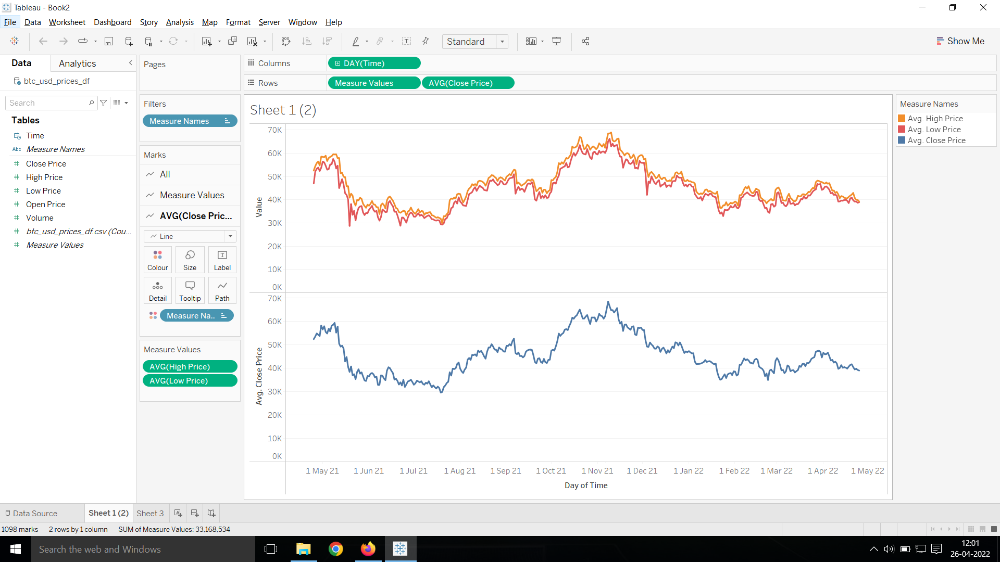 Tableau - Book2
File Data Worksheet Dashboard Story Analysis Map Format Server Window Help
Standard
Show Me
Data Analytics
btc_usd_prices_df
Search
Tables
Time
Abc Measure Names
Close Price
High Price
Low Price
Open Price
Volume
btc_usd_prices_df.csv (Cou...
Measure Values
Pages
Filters
Measure Names
Marks
All
Measure Values
AVG(Close Pric...
Line
Colour Size Label
Detail Tooltip Path
Measure Na..
Measure Values
AVG(High Price)
AVG(Low Price)
Columns DAY(Time)
Rows Measure Values AVG(Close Price)
Sheet 1 (2)
70K
60K
50K
40K
30K
20K
10K
0K
Value
70K
60K
50K
40K
30K
20K
10K
0K
Avg. Close Price
1 May 21 1 Jun 21 1 Jul 21 1 Aug 21 1 Sep 21 1 Oct 21 1 Nov 21 1 Dec 21 1 Jan 22 1 Feb 22 1 Mar 22 1 Apr 22 1 May 22
Day of Time
Measure Names
Avg. High Price
Avg. Low Price
Avg. Close Price
Data Source Sheet 1 (2) Sheet 3
1098 marks 2 rows by 1 column SUM of Measure Values: 33,168,534
Search the web and Windows
12:01
26-04-2022